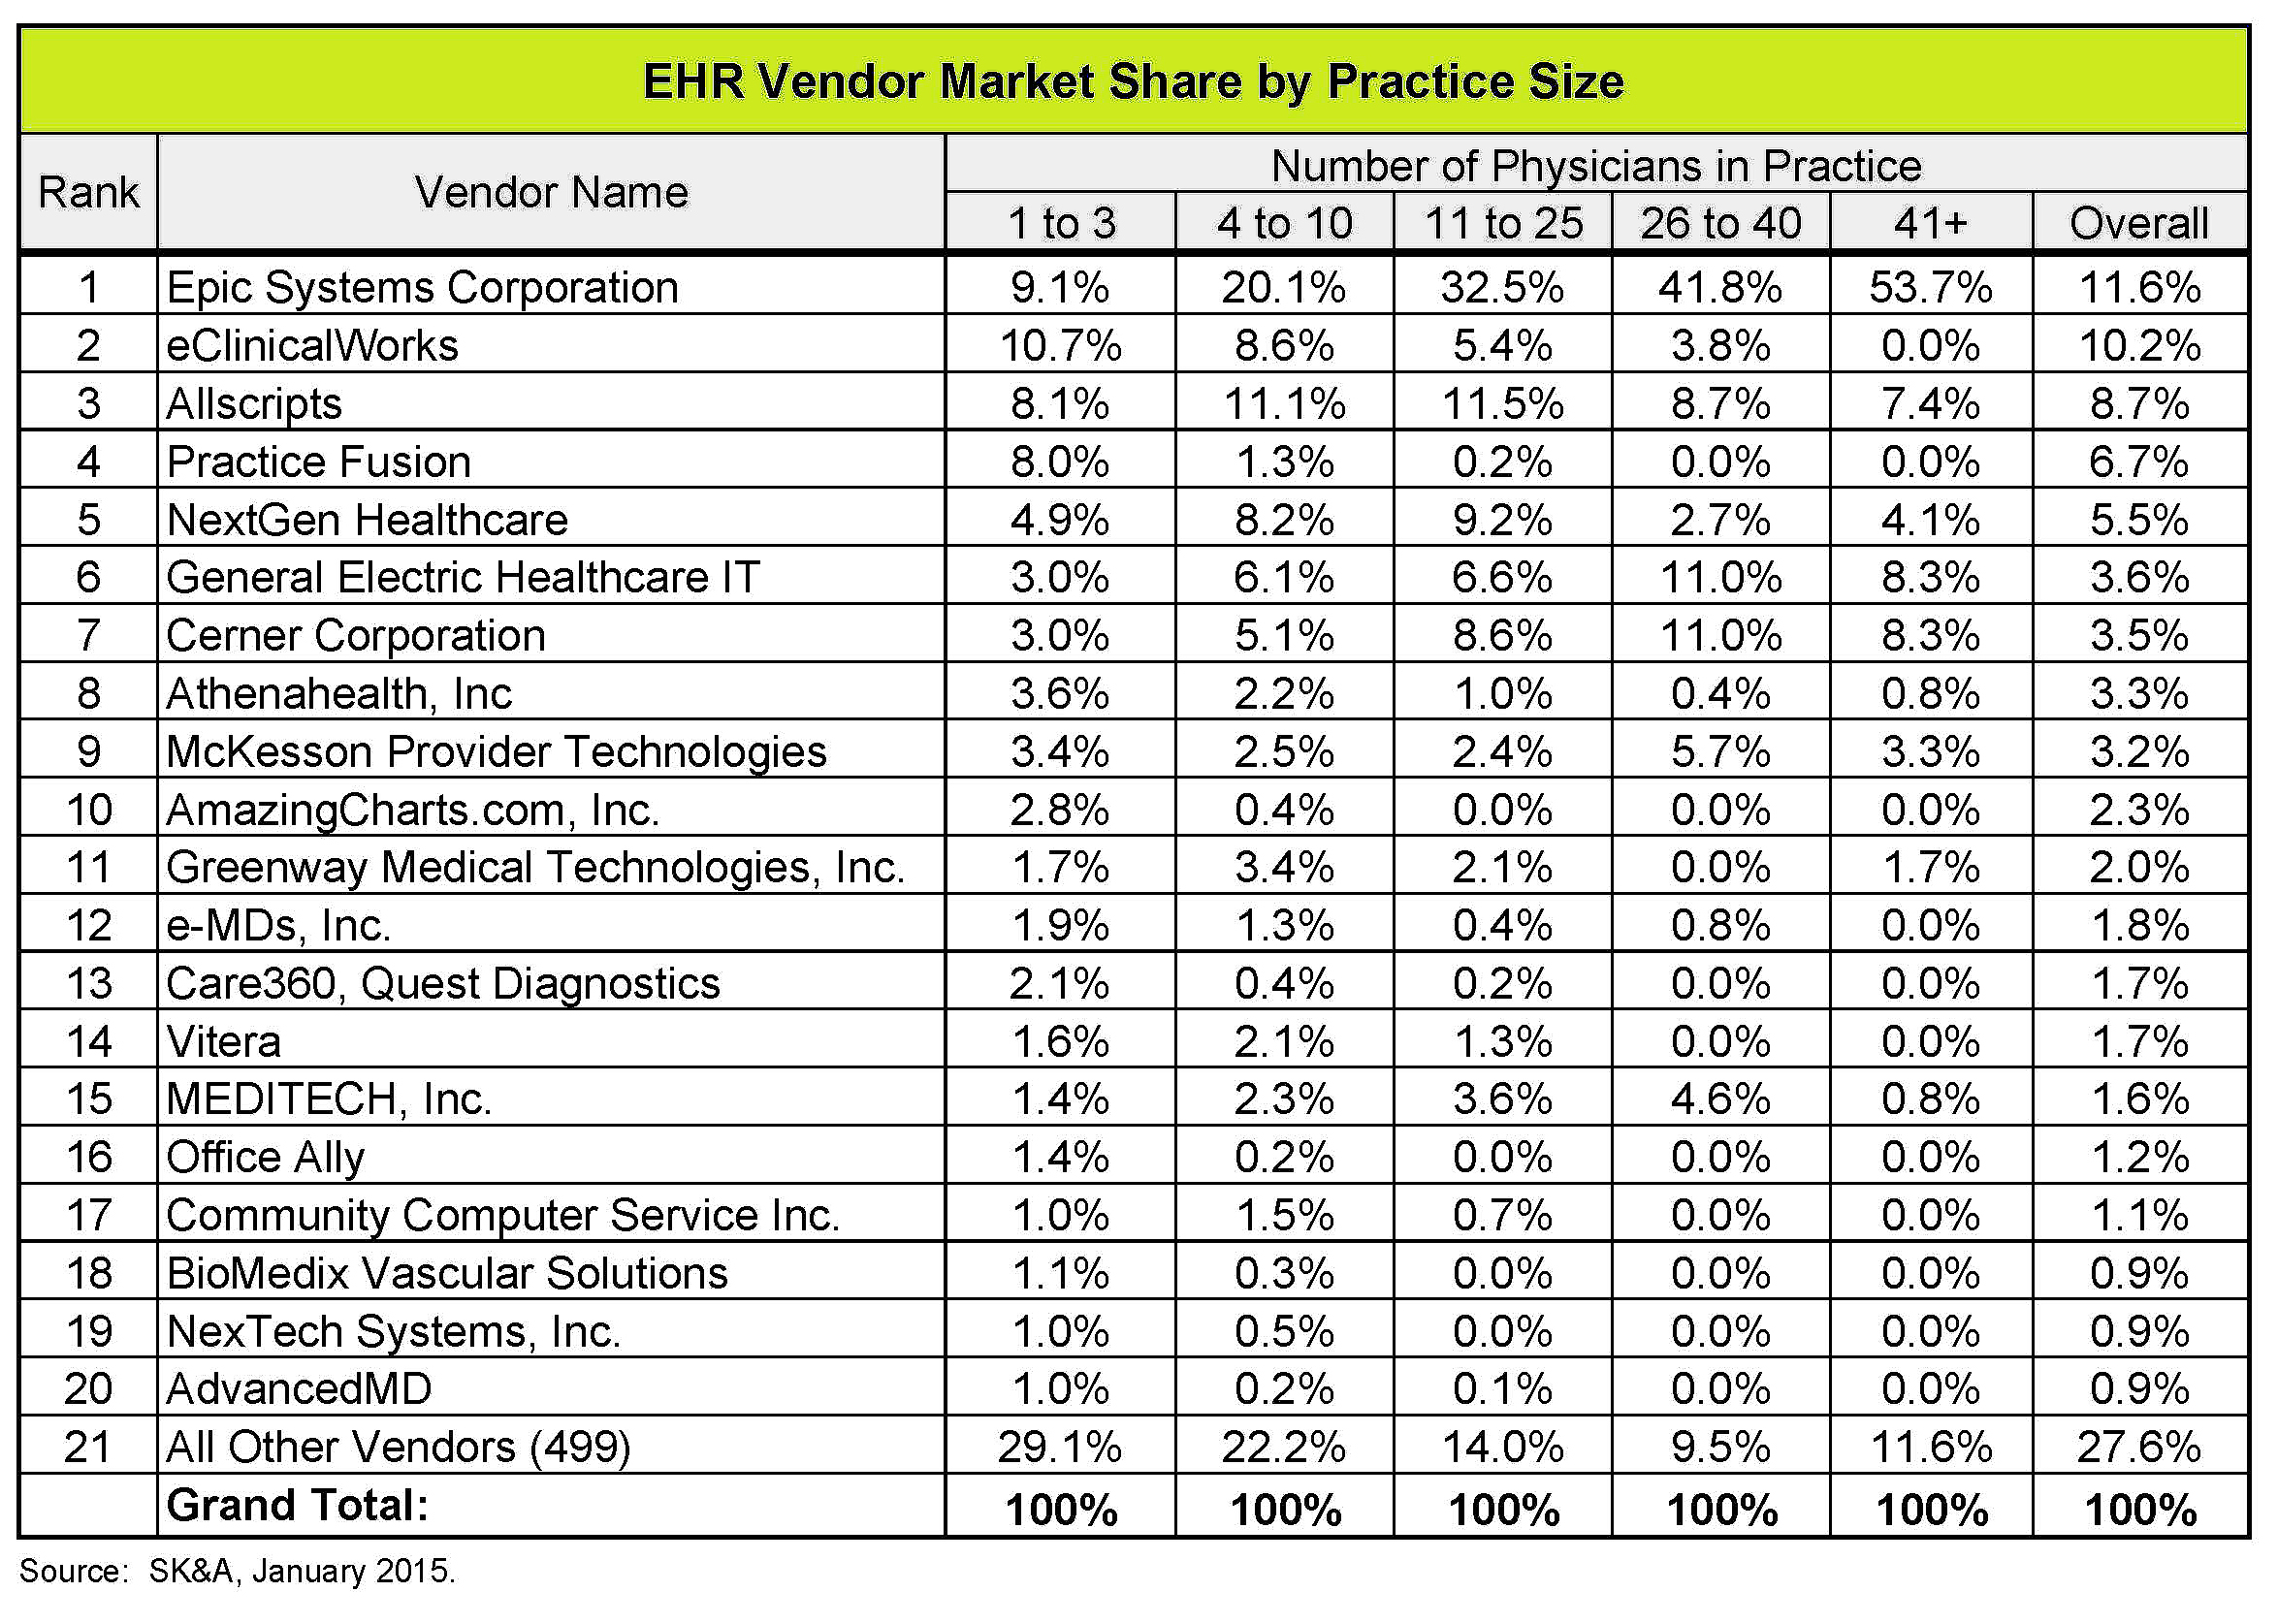 EHR Vendor Market Share by Practice Size
Rank Vendor Name Number of Physicians in Practice
1 to 3 4 to 10 11 to 25 26 to 40 41+ Overall
1 Epic Systems Corporation 9.1% 20.1% 32.5% 41.8% 53.7% 11.6%
2 eClinicalWorks 10.7% 8.6% 5.4% 3.8% 0.0% 10.2%
3 Allscripts 8.1% 11.1% 11.5% 8.7% 7.4% 8.7%
4 Practice Fusion 8.0% 1.3% 0.2% 0.0% 0.0% 6.7%
5 NextGen Healthcare 4.9% 8.2% 9.2% 2.7% 4.1% 5.5%
6 General Electric Healthcare IT 3.0% 6.1% 6.6% 11.0% 8.3% 3.6%
7 Cerner Corporation 3.0% 5.1% 8.6% 11.0% 8.3% 3.5%
8 Athenahealth, Inc 3.6% 2.2% 1.0% 0.4% 0.8% 3.3%
9 McKesson Provider Technologies 3.4% 2.5% 2.4% 5.7% 3.3% 3.2%
10 AmazingCharts.com, Inc. 2.8% 0.4% 0.0% 0.0% 0.0% 2.3%
11 Greenway Medical Technologies, Inc. 1.7% 3.4% 2.1% 0.0% 1.7% 2.0%
12 e-MDs, Inc. 1.9% 1.3% 0.4% 0.8% 0.0% 1.8%
13 Care360, Quest Diagnostics 2.1% 0.4% 0.2% 0.0% 0.0% 1.7%
14 Vitera 1.6% 2.1% 1.3% 0.0% 0.0% 1.7%
15 MEDITECH, Inc. 1.4% 2.3% 3.6% 4.6% 0.8% 1.6%
16 Office Ally 1.4% 0.2% 0.0% 0.0% 0.0% 1.2%
17 Community Computer Service Inc. 1.0% 1.5% 0.7% 0.0% 0.0% 1.1%
18 BioMedix Vascular Solutions 1.1% 0.3% 0.0% 0.0% 0.0% 0.9%
19 NexTech Systems, Inc. 1.0% 0.5% 0.0% 0.0% 0.0% 0.9%
20 AdvancedMD 1.0% 0.2% 0.1% 0.0% 0.0% 0.9%
21 All Other Vendors (499) 29.1% 22.2% 14.0% 9.5% 11.6% 27.6%
Grand Total: 100% 100% 100% 100% 100% 100%
Source: SK&A, January 2015.